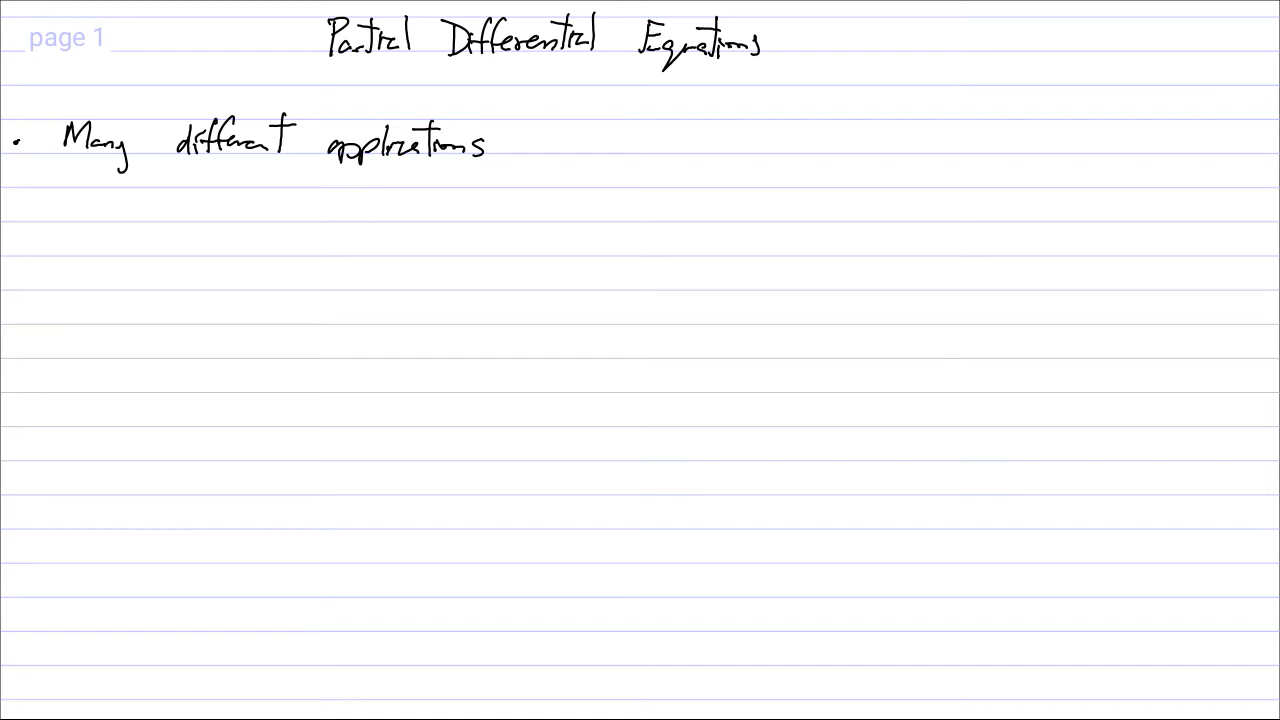 page 1
Partial Differential Equations
• Many different applications